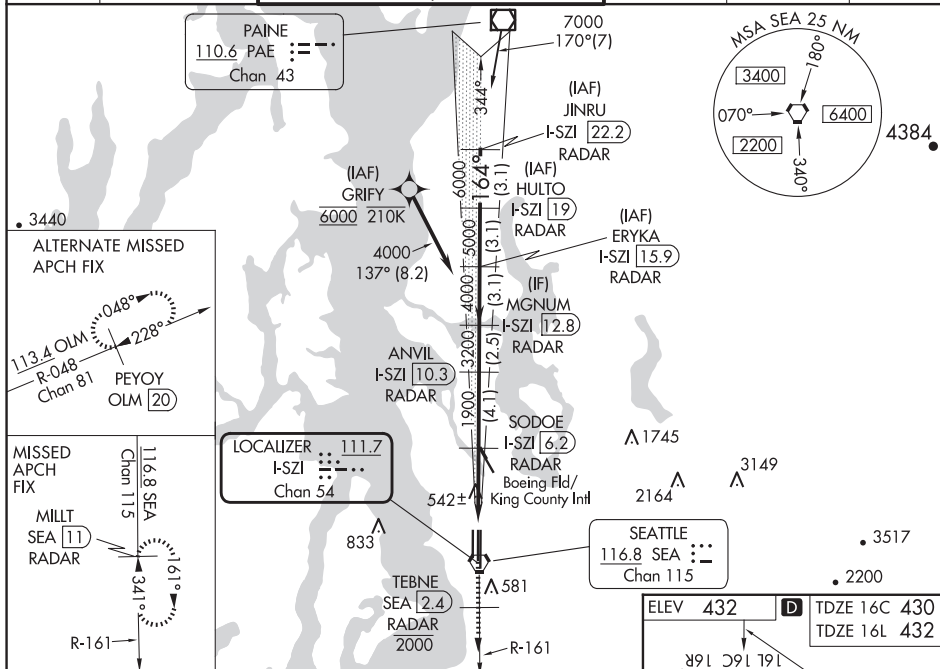 PAINE
110.6 PAE
Chan 43
7000
170°(7)
344°
164°
(IAF)
JINRU
I-SZI 22.2
RADAR
6000
(3.1)
(IAF)
HULTO
I-SZI 19
RADAR
5000
(3.1)
(IAF)
ERYKA
I-SZI 15.9
RADAR
4000
(3.1)
(IF)
MGNUM
I-SZI 12.8
RADAR
3200
(2.5)
ANVIL
I-SZI 10.3
RADAR
1900
(4.1)
SODOE
I-SZI 6.2
RADAR
Boeing Fld/
King County Intl
(IAF)
GRIFY
6000 210K
4000
137° (8.2)
MSA SEA 25 NM
180°
3400
070°
6400
2200
340°
4384
3440
ALTERNATE MISSED
APCH FIX
048°
228°
113.4 OLM
R-048
Chan 81
PEYOY
OLM 20
MISSED
APCH
FIX
116.8 SEA
Chan 115
MILLT
SEA 11
RADAR
161°
341°
R-161
LOCALIZER 111.7
I-SZI
Chan 54
542±
833
1745
3149
2164
SEATTLE
116.8 SEA
Chan 115
3517
2200
581
TEBNE
SEA 2.4
RADAR
2000
R-161
ELEV 432
D
TDZE 16C 430
TDZE 16L 432
16R 16C 16L